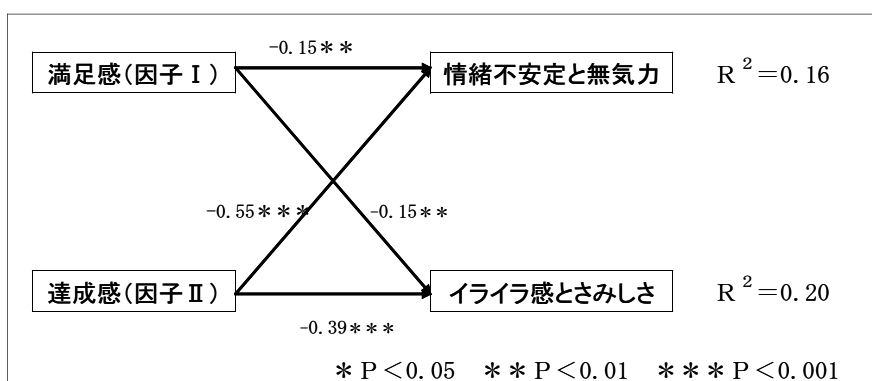 -0.15＊＊
満足感(因子Ⅰ)
情緒不安定と無気力
R²＝0.16
-0.55＊＊＊
-0.15＊＊
達成感(因子Ⅱ)
イライラ感とさみしさ
R²＝0.20
-0.39＊＊＊
＊P＜0.05 ＊＊P＜0.01 ＊＊＊P＜0.001